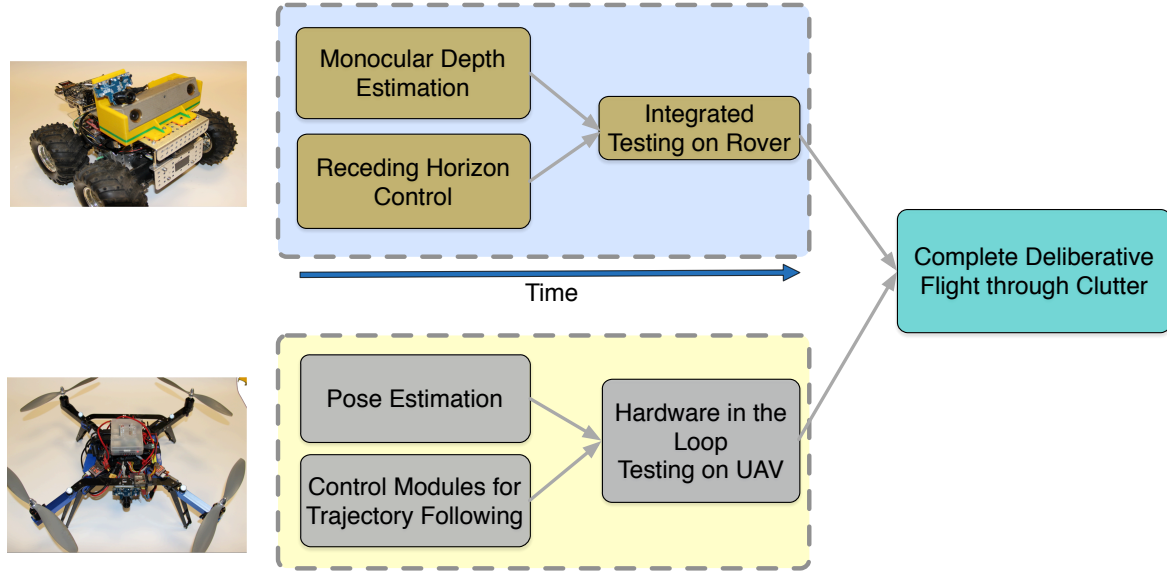 Monocular Depth
Estimation
Receding Horizon
Control
Integrated
Testing on Rover
Time
Pose Estimation
Control Modules for
Trajectory Following
Hardware in the
Loop
Testing on UAV
Complete Deliberative
Flight through Clutter